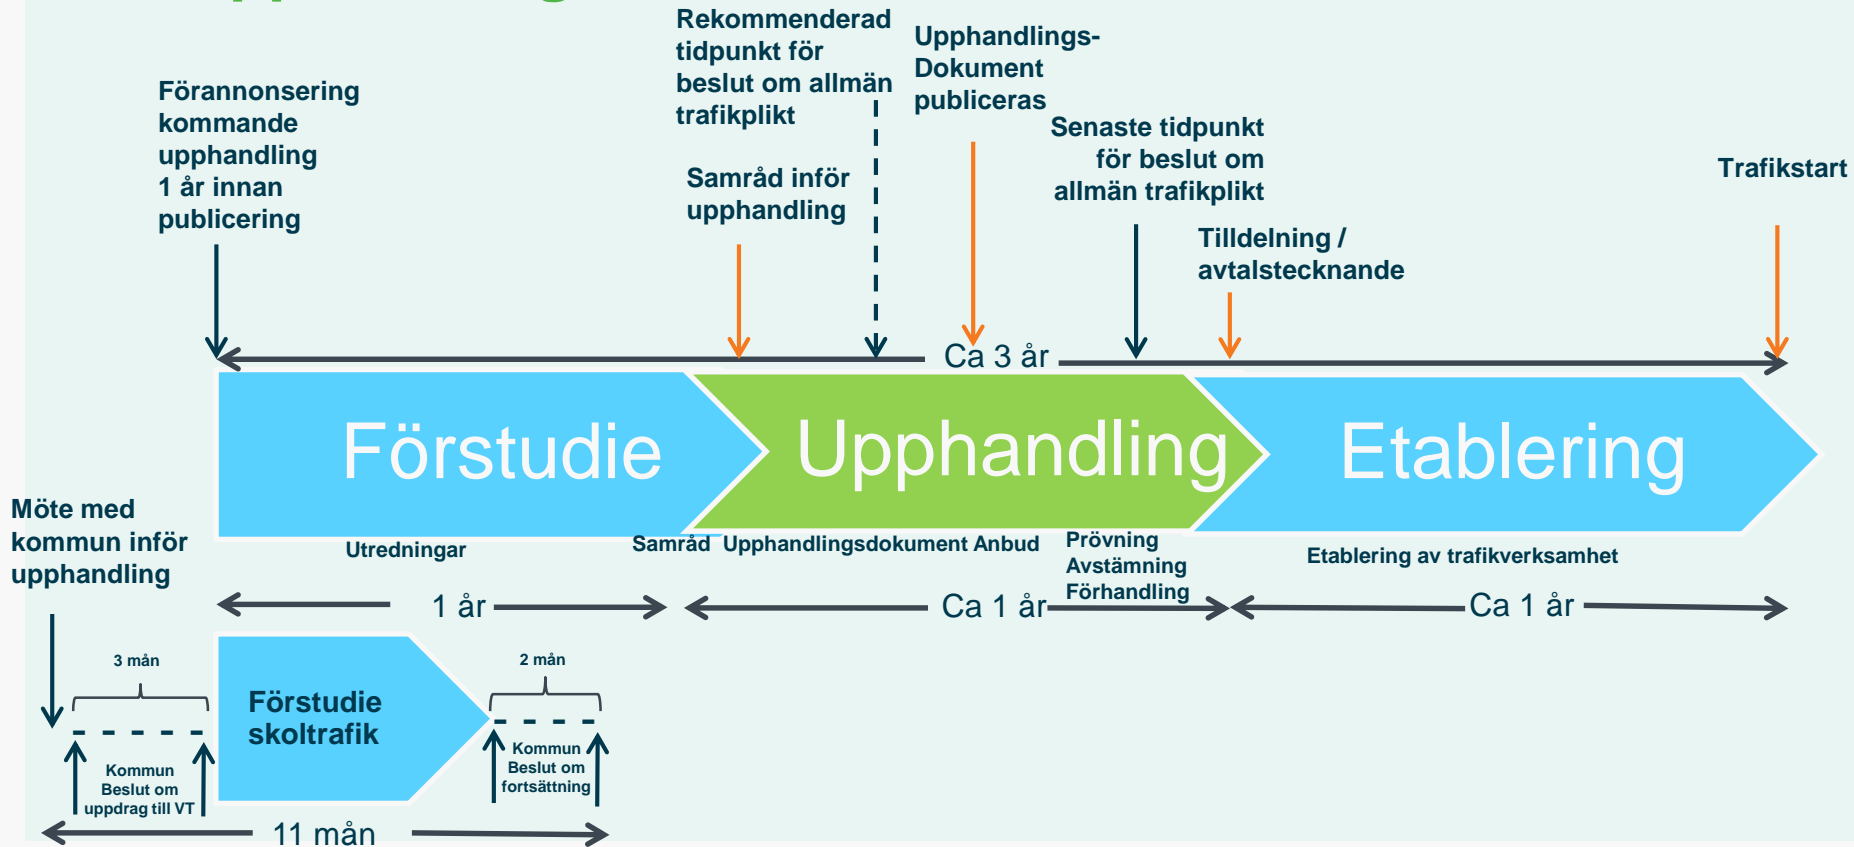 Rekommenderad
tidpunkt för
beslut om allmän
trafikplikt
Upphandlings-
Dokument
publiceras
Förannonsering
kommande
upphandling
1 år innan
publicering
Senaste tidpunkt
för beslut om
allmän trafikplikt
Trafikstart
Samråd inför
upphandling
Tilldelning /
avtalstecknande
Ca 3 år
Förstudie
Upphandling
Etablering
Möte med
kommun inför
upphandling
Utredningar
Samråd
Upphandlingsdokument
Anbud
Prövning
Avstämning
Förhandling
Etablering av trafikverksamhet
1 år
Ca 1 år
Ca 1 år
3 mån
2 mån
Förstudie
skoltrafik
Kommun
Beslut om
uppdrag till VT
Kommun
Beslut om
fortsättning
11 mån